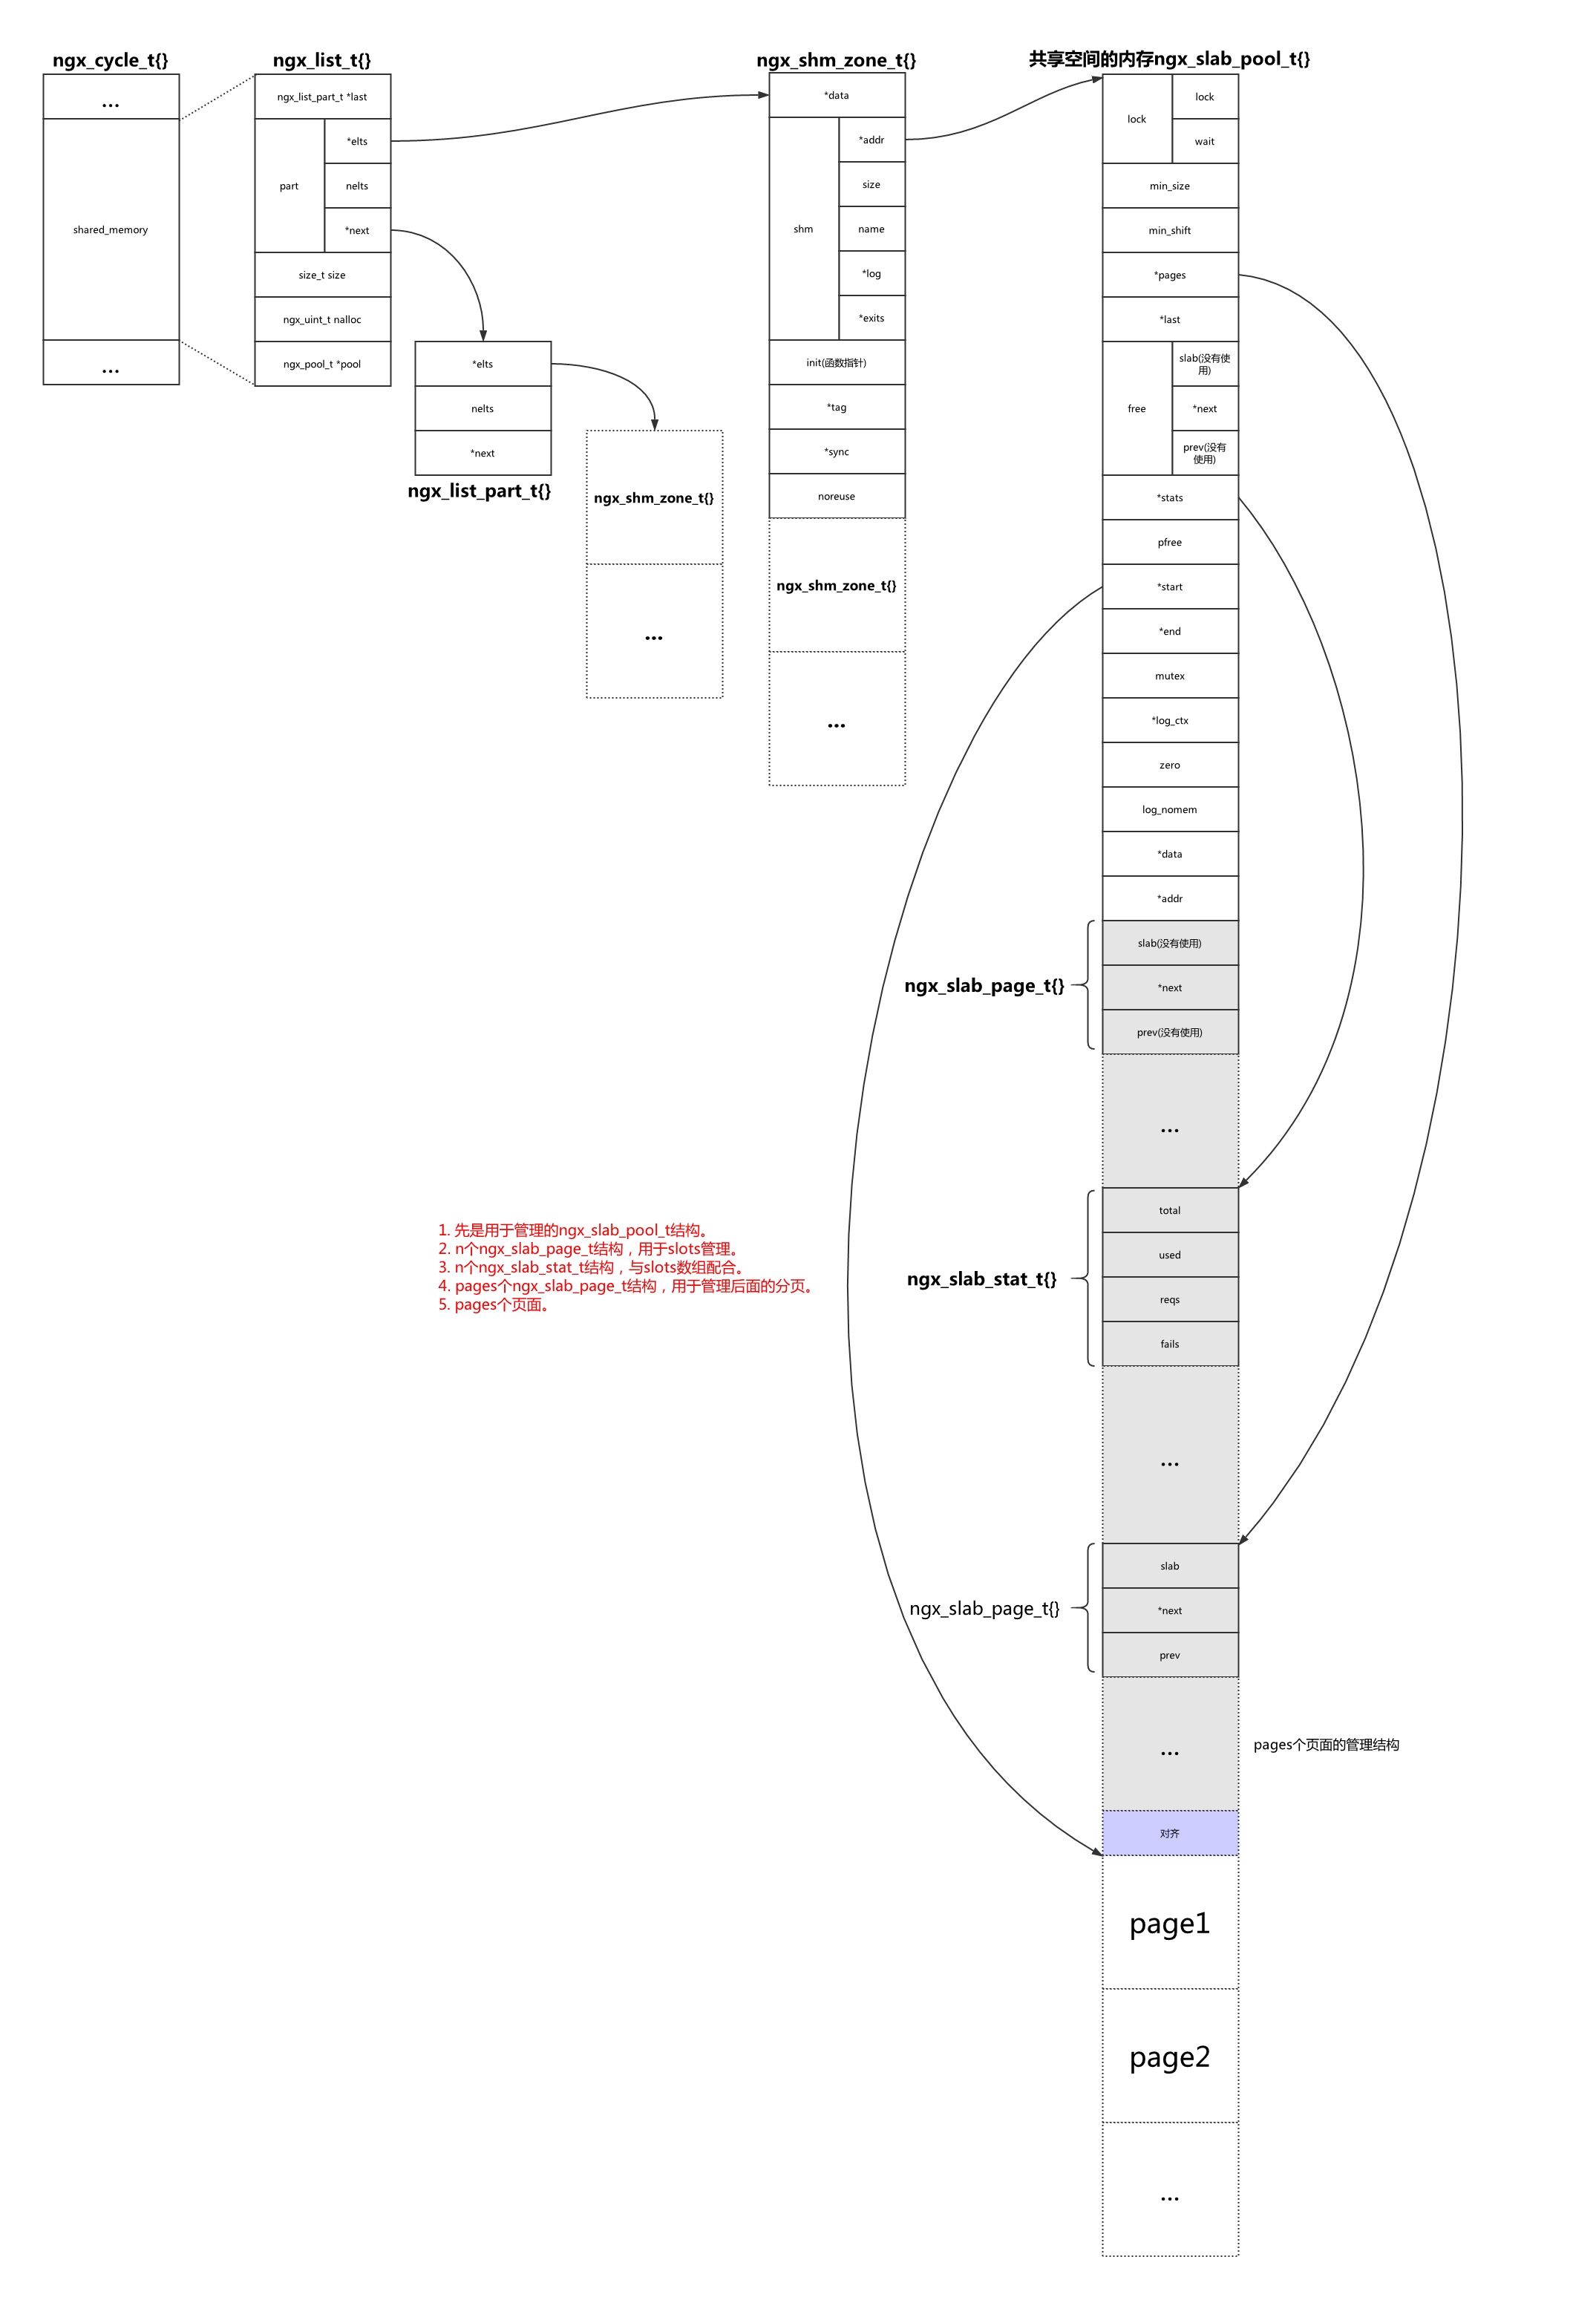 ngx_cycle_t{}
...
shared_memory
...
ngx_list_t{}
ngx_list_part_t *last
part
*elts
nelts
*next
size_t size
ngx_uint_t nalloc
ngx_pool_t *pool
*elts
nelts
*next
ngx_list_part_t{}
ngx_shm_zone_t{}
...
ngx_shm_zone_t{}
*data
shm
*addr
size
name
*log
*exits
init(函数指针)
*tag
*sync
noreuse
ngx_shm_zone_t{}
...
共享空间的内存ngx_slab_pool_t{}
lock
lock
wait
min_size
min_shift
*pages
*last
free
slab(没有使
用)
*next
prev(没有
使用)
*stats
pfree
*start
*end
mutex
*log_ctx
zero
log_nomem
*data
*addr
ngx_slab_page_t{}
slab(没有使用)
*next
prev(没有使用)
...
ngx_slab_stat_t{}
total
used
reqs
fails
...
ngx_slab_page_t{}
slab
*next
prev
...
pages个页面的管理结构
对齐
page1
page2
...
1. 先是用于管理的ngx_slab_pool_t结构。
2. n个ngx_slab_page_t结构，用于slots管理。
3. n个ngx_slab_stat_t结构，与slots数组配合。
4. pages个ngx_slab_page_t结构，用于管理后面的分页。
5. pages个页面。